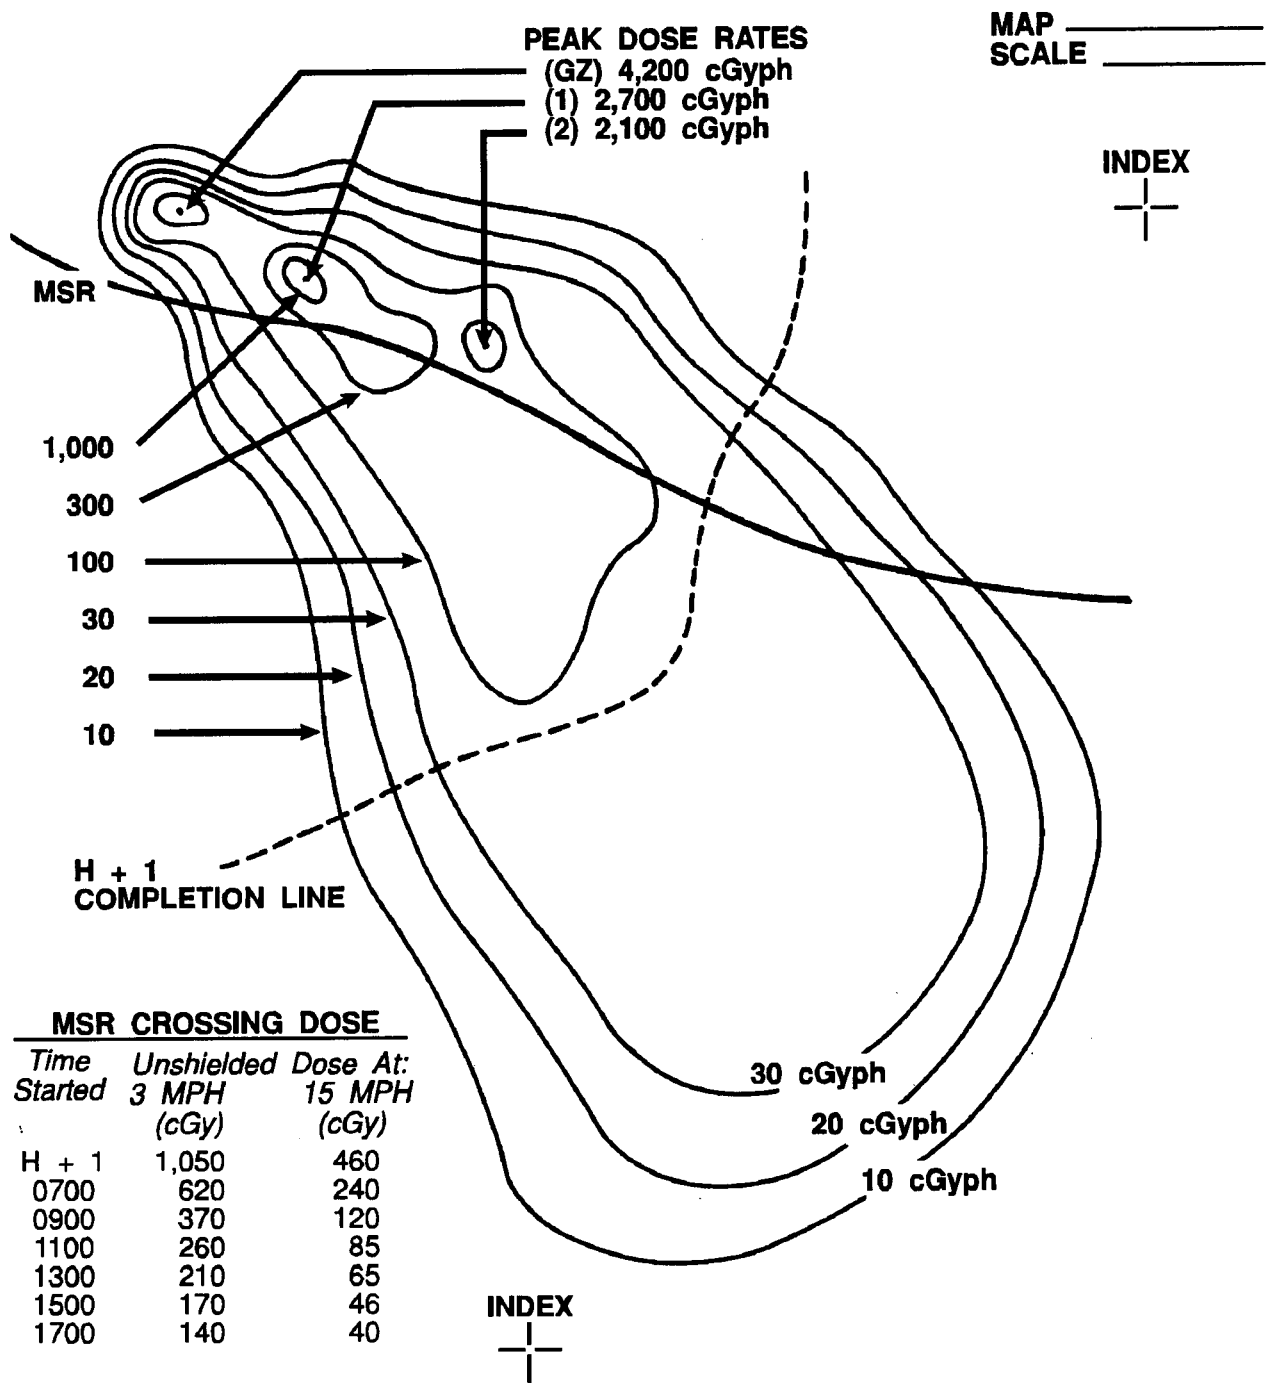 PEAK DOSE RATES
(GZ) 4,200 cGyph
(1) 2,700 cGyph
(2) 2,100 cGyph
MAP
SCALE
INDEX
MSR
1,000
300
100
30
20
10
H + 1
COMPLETION LINE
MSR CROSSING DOSE
Time Unshielded Dose At:
Started 3 MPH 15 MPH
(cGy) (cGy)
H + 1 1,050 460
0700 620 240
0900 370 120
1100 260 85
1300 210 65
1500 170 46
1700 140 40
30 cGyph
20 cGyph
10 cGyph
INDEX